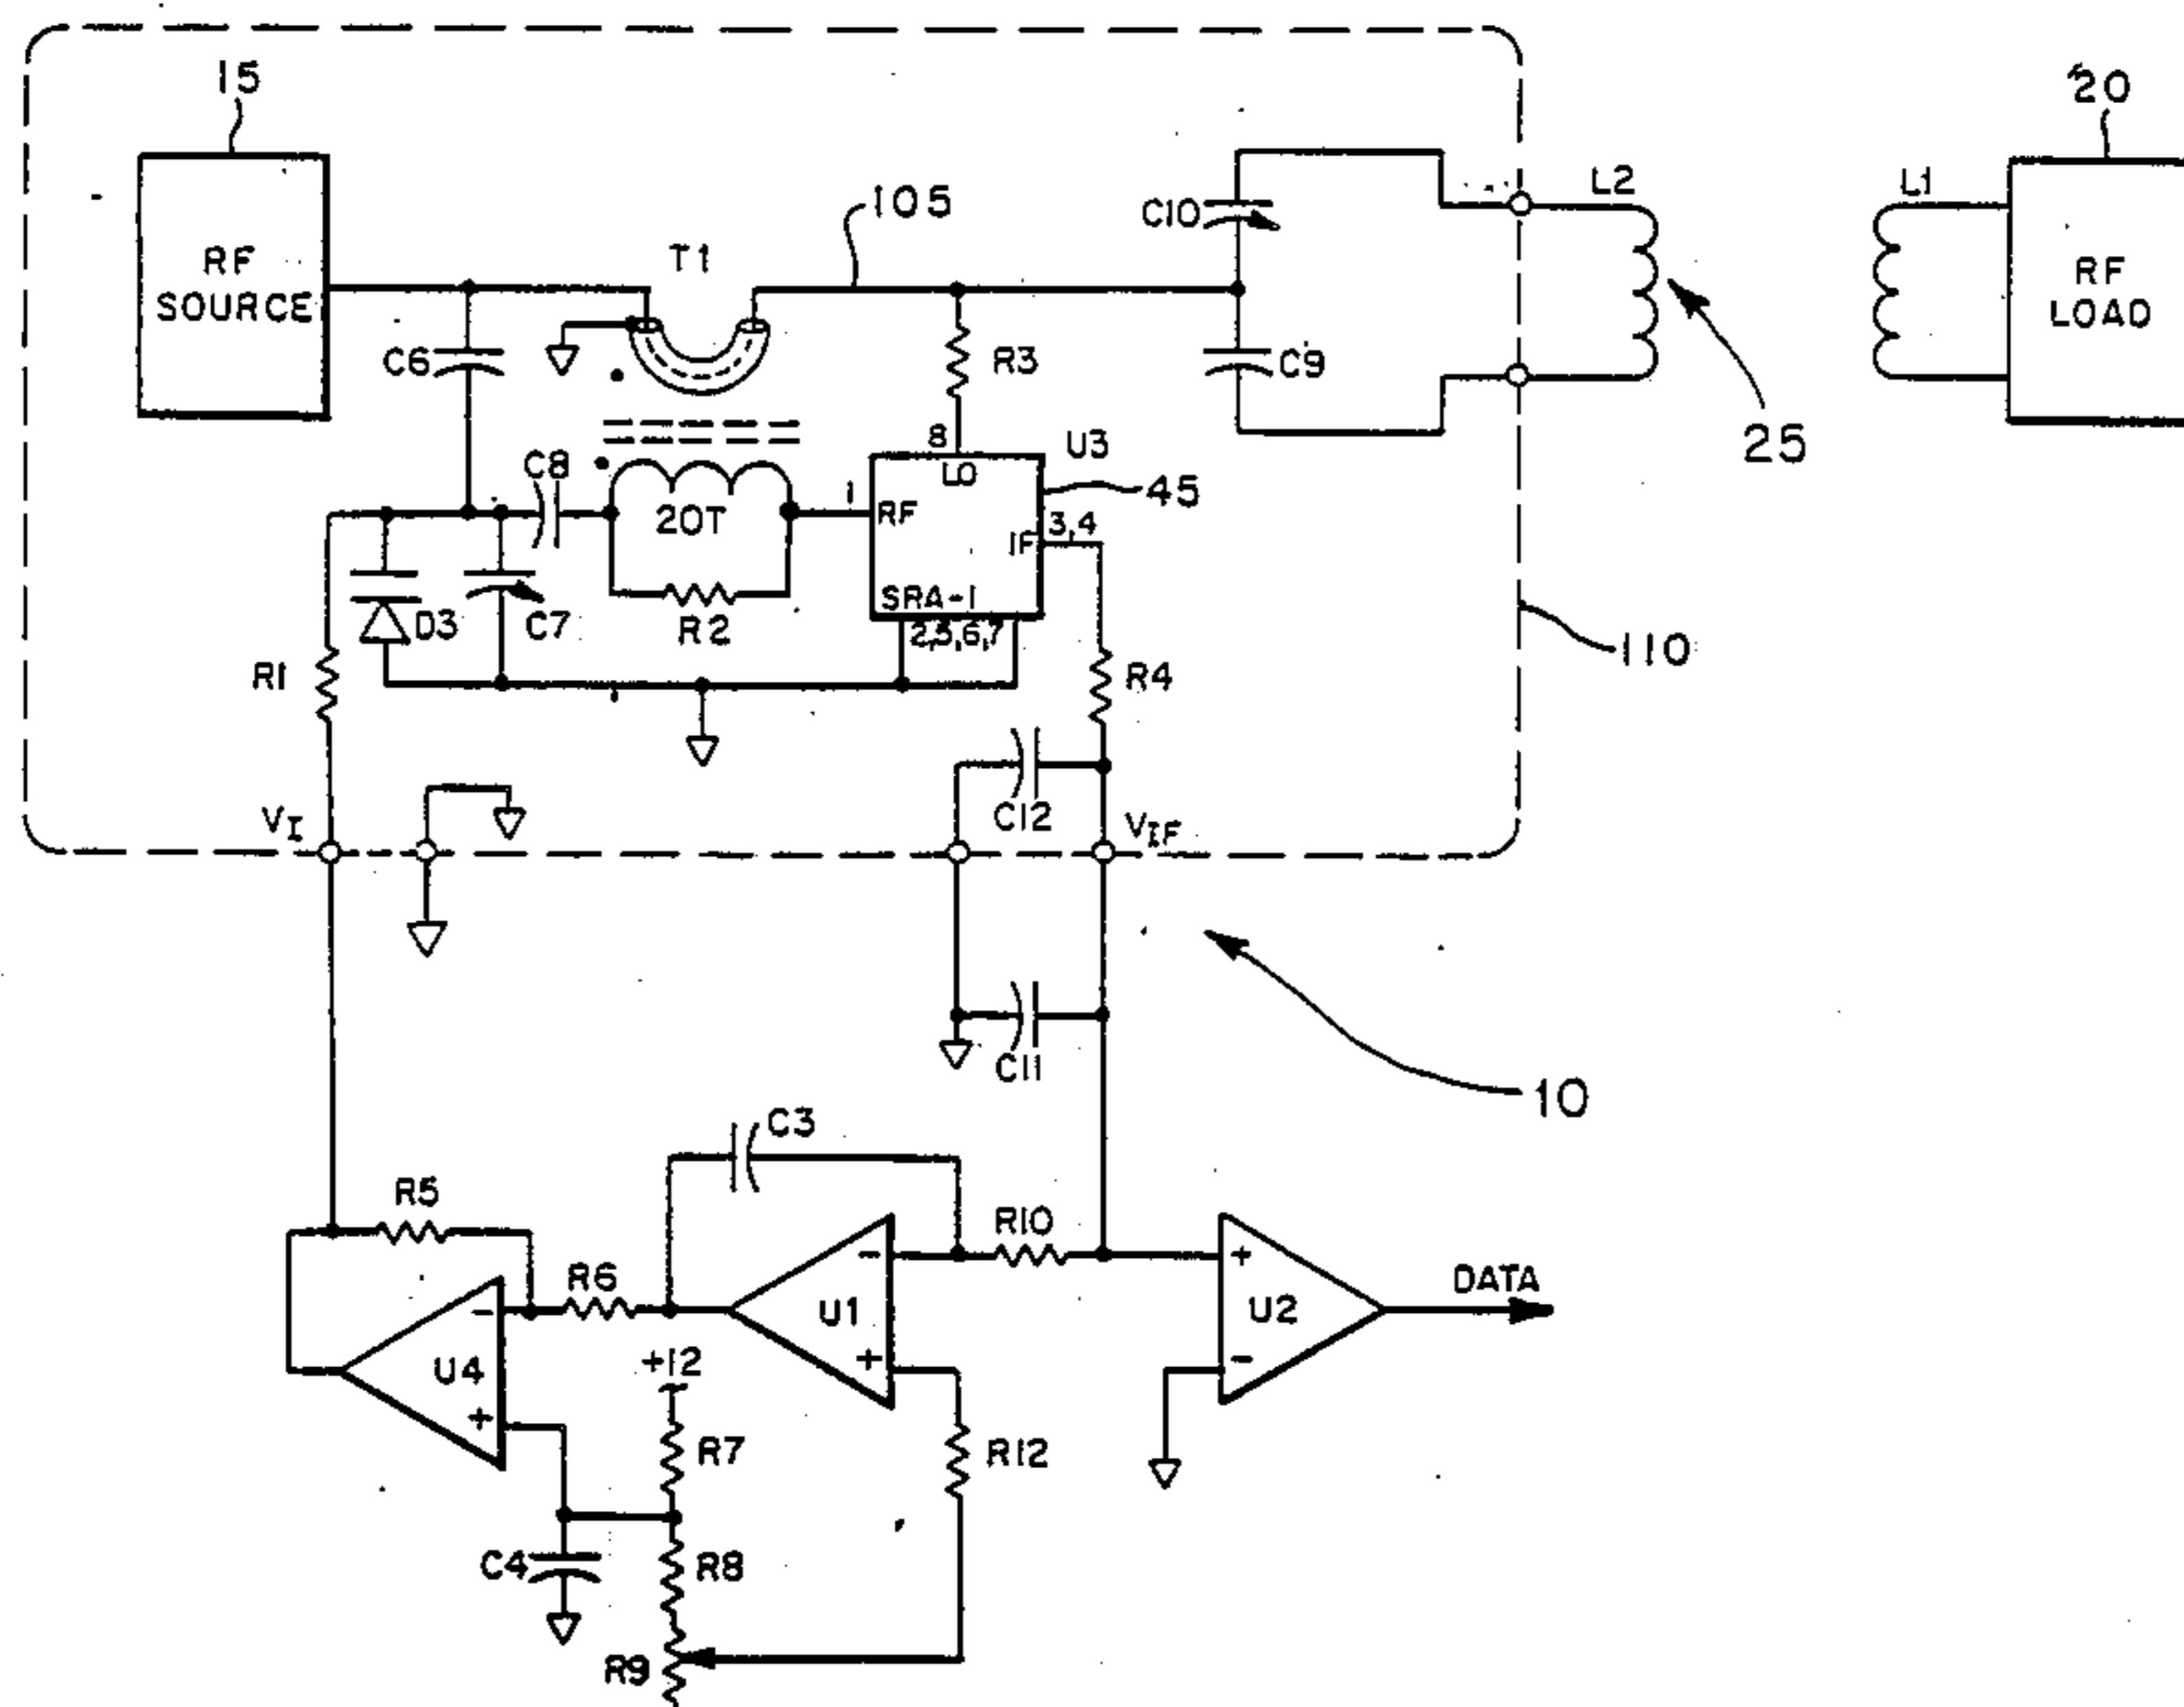 15
20
L2
L1
105
C10
RF
SOURCE
T1
RF
LOAD
C6
R3
C9
25
8
U3
C8
LO
45
1
RF
20T
3,4
IF
SRA-1
D3
C7
R2
2,5,6,7
110
R1
R4
C12
VI
VIF
C11
10
C3
R5
R10
R6
DATA
-
+
-
U1
U2
+12
+
-
U4
+
R7
R12
C4
R8
R9